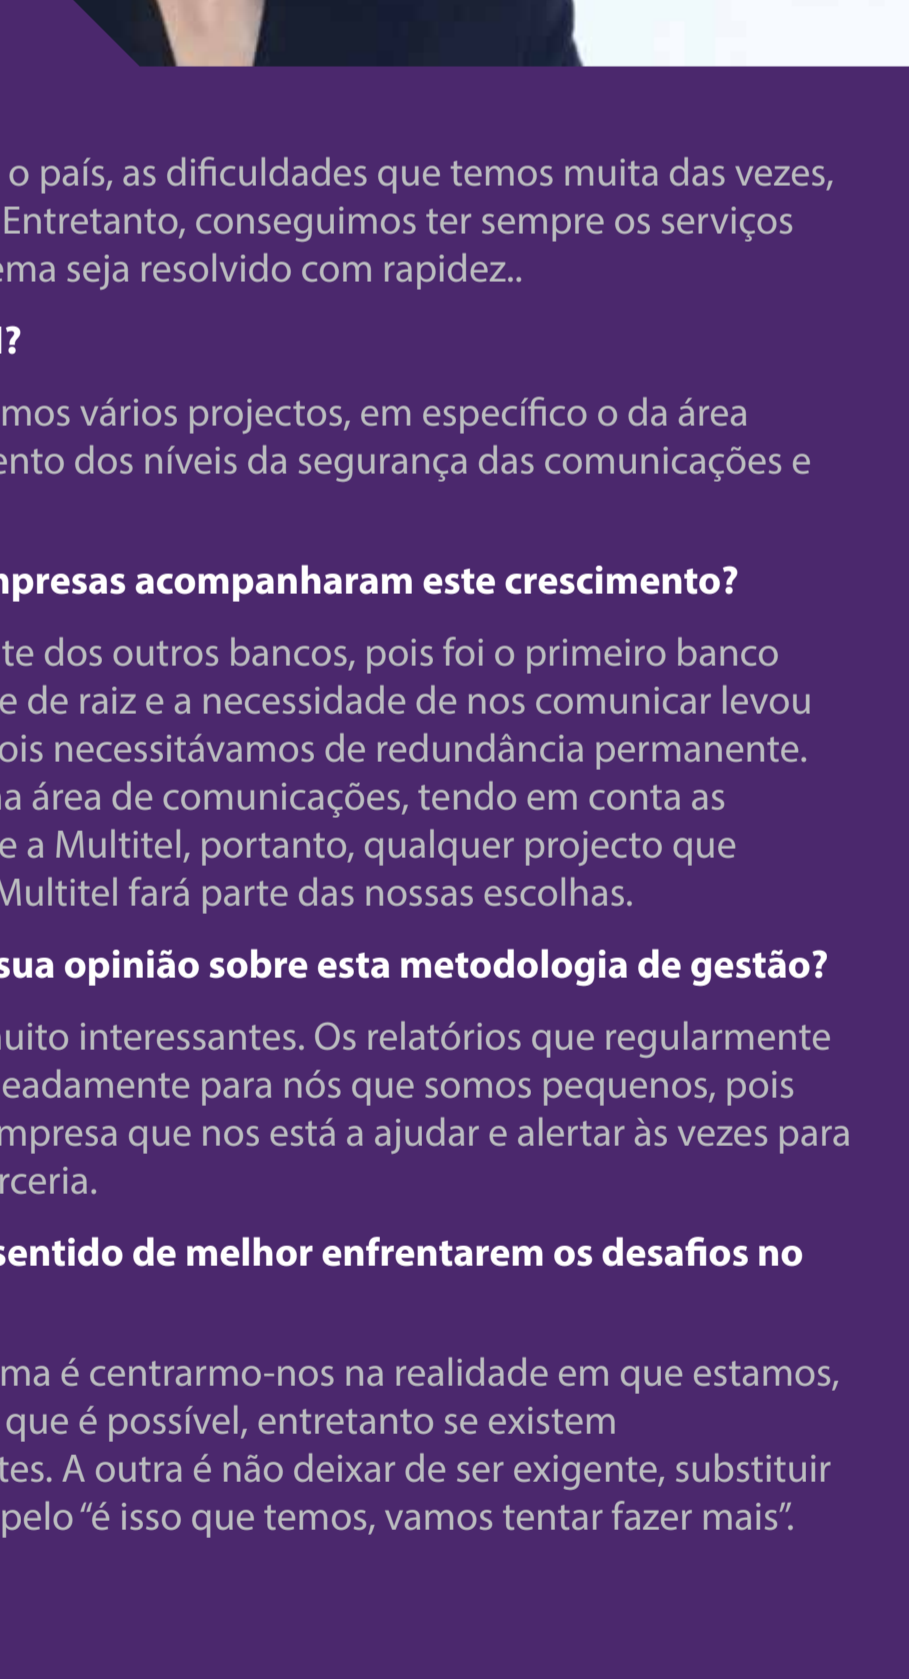 o país, as dificuldades que temos muita das vezes,
Entretanto, conseguimos ter sempre os serviços
ema seja resolvido com rapidez..
l?
mos vários projectos, em específico o da área
ento dos níveis da segurança das comunicações e
mpresas acompanharam este crescimento?
te dos outros bancos, pois foi o primeiro banco
e de raiz e a necessidade de nos comunicar levou
ois necessitávamos de redundância permanente.
na área de comunicações, tendo em conta as
e a Multitel, portanto, qualquer projecto que
Multitel fará parte das nossas escolhas.
sua opinião sobre esta metodologia de gestão?
muito interessantes. Os relatórios que regularmente
eadamente para nós que somos pequenos, pois
mpresa que nos está a ajudar e alertar às vezes para
rceria.
sentido de melhor enfrentarem os desafios no
ma é centrarmo-nos na realidade em que estamos,
que é possível, entretanto se existem
tes. A outra é não deixar de ser exigente, substituir
pelo “é isso que temos, vamos tentar fazer mais”.